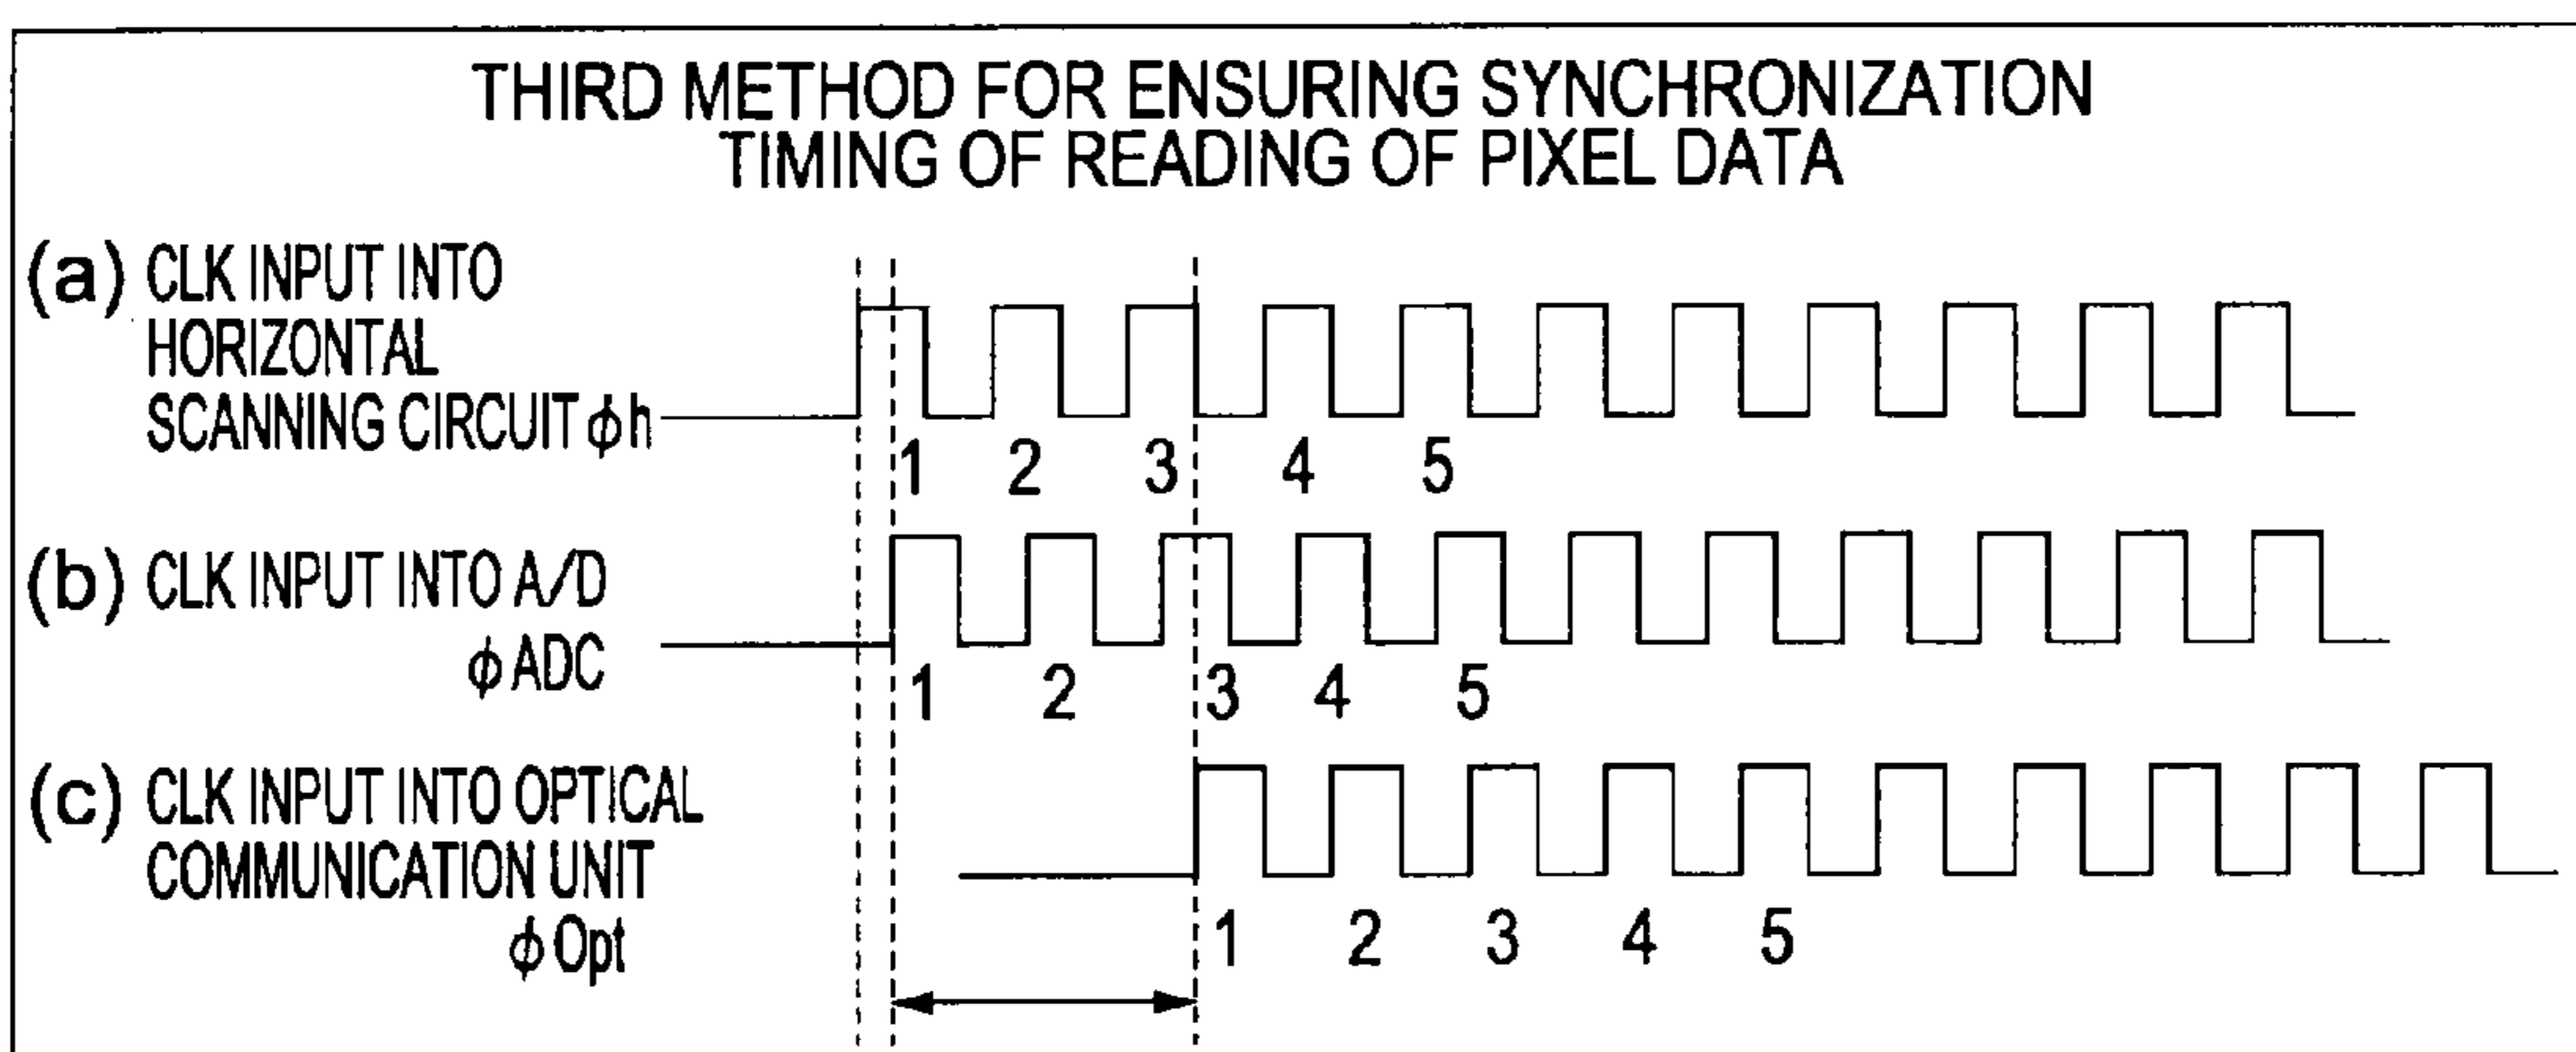 THIRD METHOD FOR ENSURING SYNCHRONIZATION
TIMING OF READING OF PIXEL DATA
(a) CLK INPUT INTO
HORIZONTAL
SCANNING CIRCUIT ϕh
1 2 3 4 5
(b) CLK INPUT INTO A/D
ϕADC
1 2 3 4 5
(c) CLK INPUT INTO OPTICAL
COMMUNICATION UNIT
ϕOpt
1 2 3 4 5